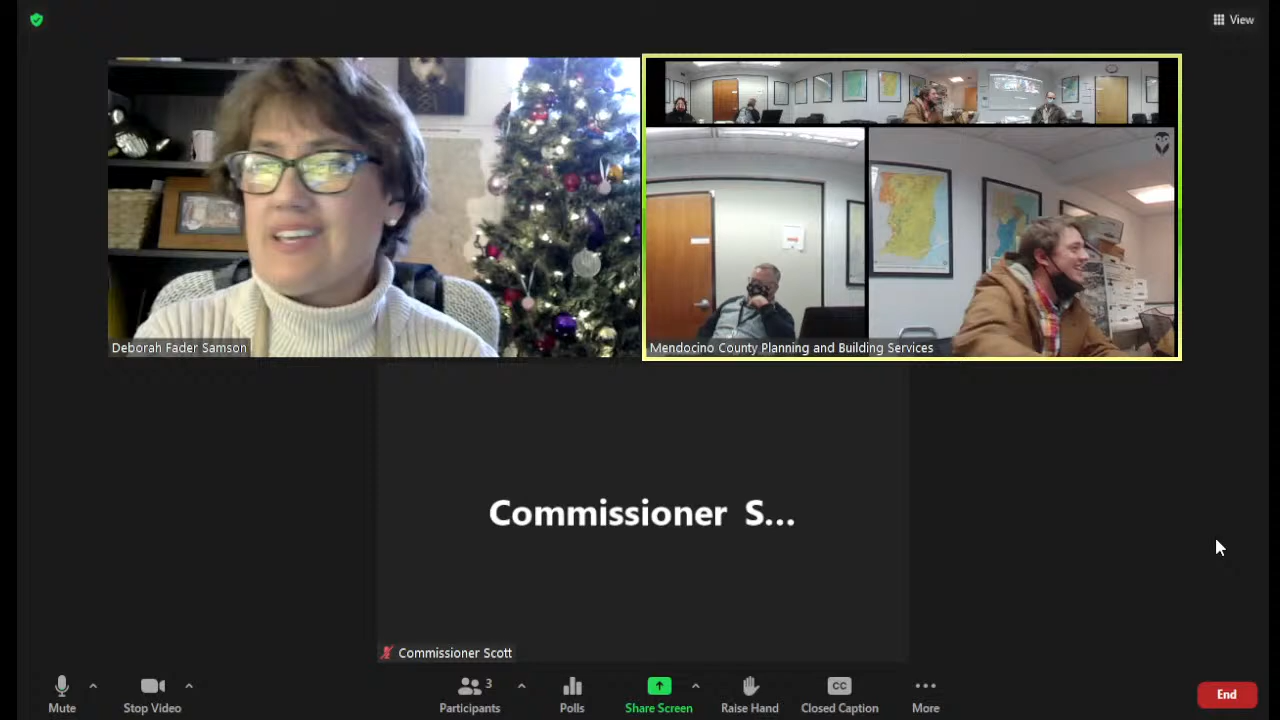 View
Deborah Fader Samson
Mendocino County Planning and Building Services
Commissioner S...
Commissioner Scott
Mute
Stop Video
Participants
3
Polls
Share Screen
Raise Hand
CC
Closed Caption
More
End